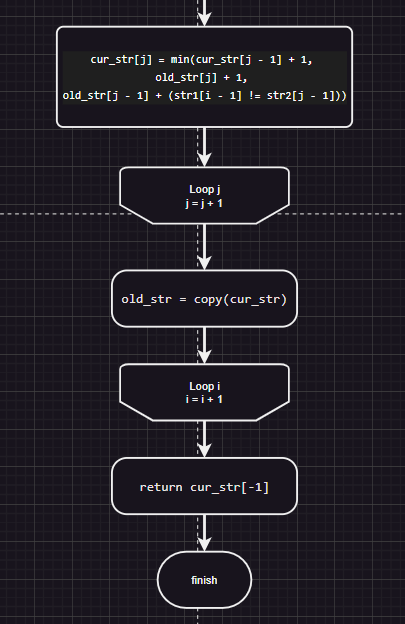 cur_str[j] = min(cur_str[j - 1] + 1,
old_str[j] + 1,
old_str[j - 1] + (str1[i - 1] != str2[j - 1]))
Loop j
j = j + 1
old_str = copy(cur_str)
Loop i
i = i + 1
return cur_str[-1]
finish